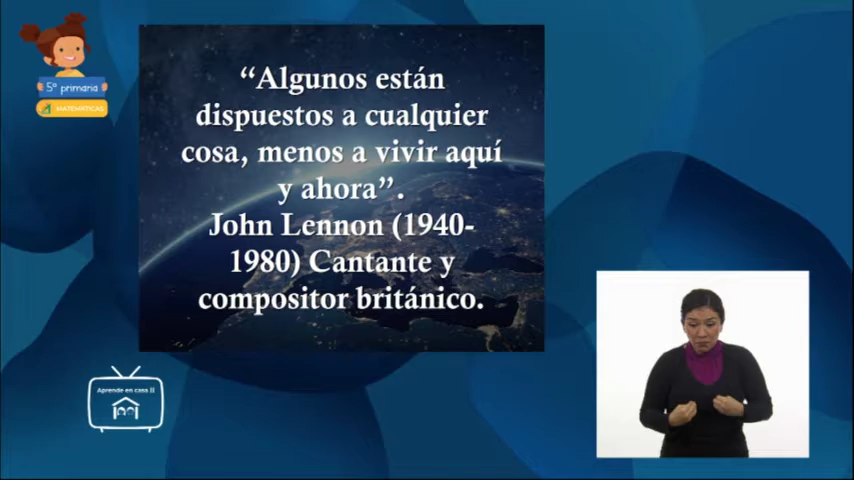 5º primaria
MATEMÁTICAS
“Algunos están
dispuestos a cualquier
cosa, menos a vivir aquí
y ahora”.
John Lennon (1940-
1980) Cantante y
compositor británico.
Aprende en casa II